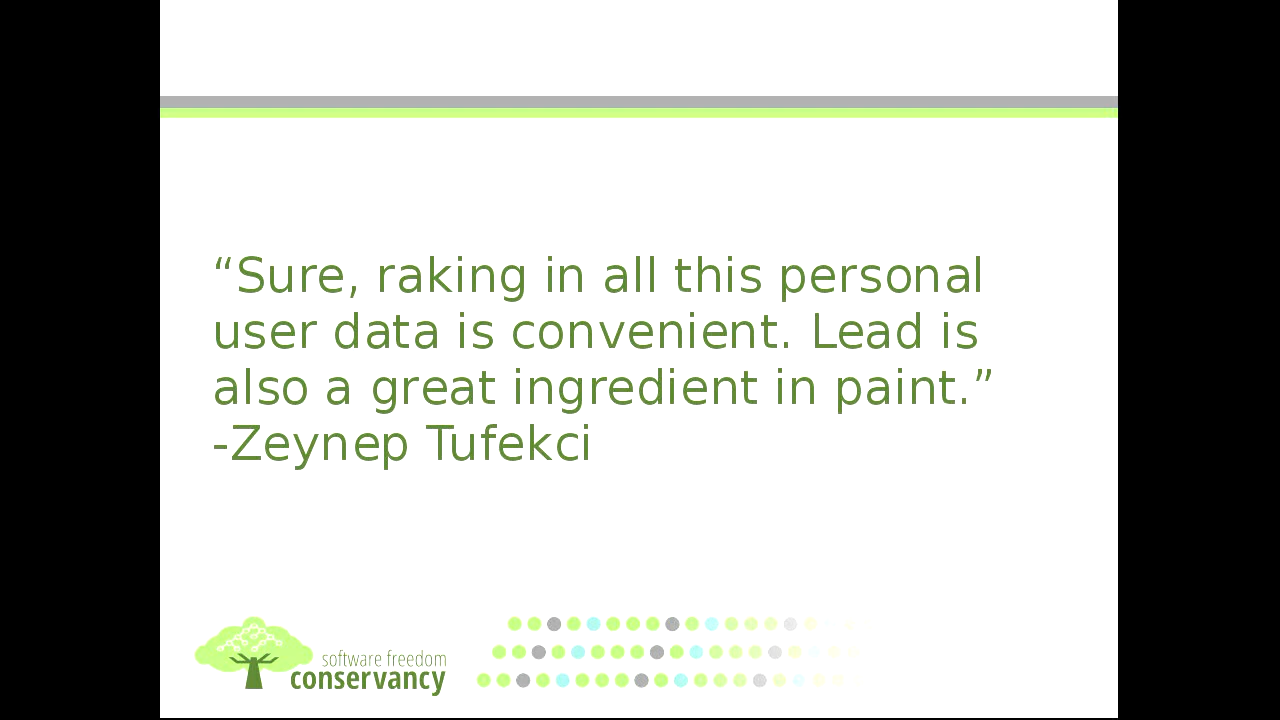 “Sure, raking in all this personal
user data is convenient. Lead is
also a great ingredient in paint.”
-Zeynep Tufekci
software freedom
conservancy